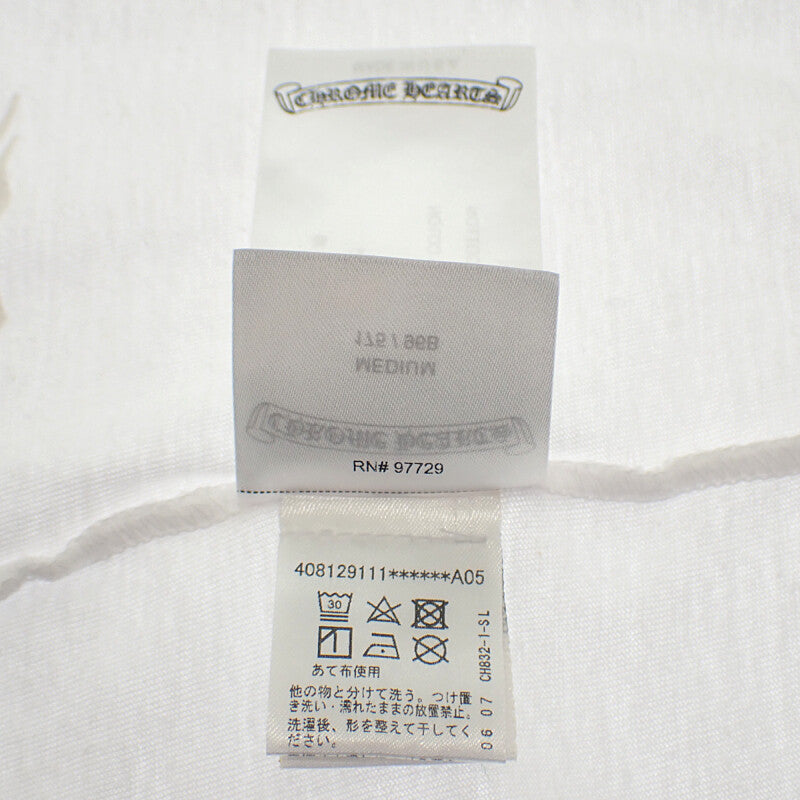 CHROME HEARTS
175 / 96B
MEDIUM
CHROME HEARTS
RN# 97729
408129111******A05
30
あて布使用
他の物と分けて洗う。つけ置
き洗い・濡れたままの放置禁止。
洗濯後、形を整えて干してく
ださい。
06 07 CH832-1-SL